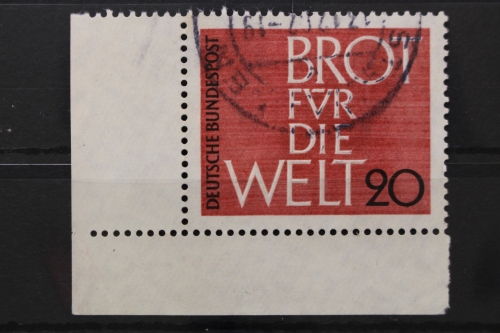 DEUTSCHE BUNDESPOST
BROT
FÜR
DIE
WELT
20